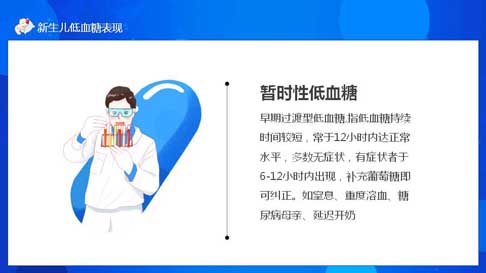 新生儿低血糖表现
暂时性低血糖
早期过渡型低血糖,指低血糖持续
时间较短，常于12小时内达正常
水平，多数无症状，有症状者于
6-12小时内出现，补充葡萄糖即
可纠正。如窒息、重度溶血、糖
尿病母亲、延迟开奶